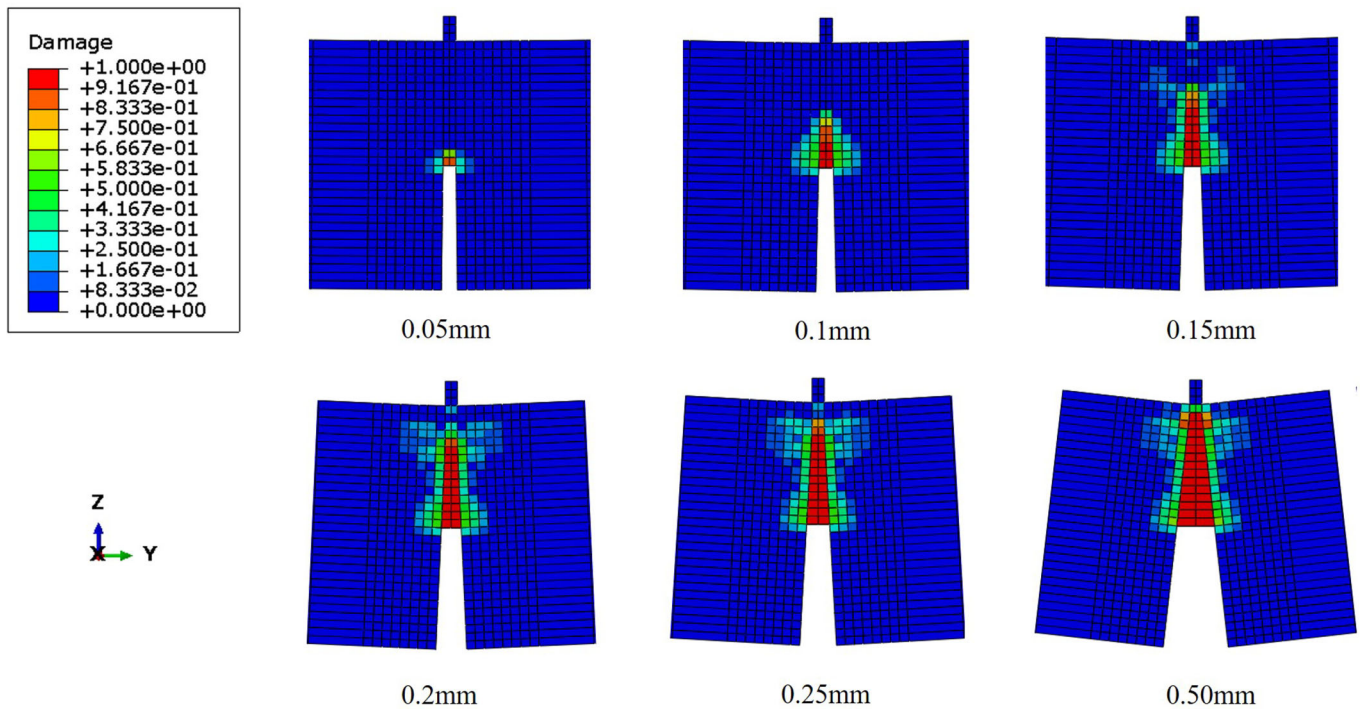 Damage
+1.000e+00
+9.167e-01
+8.333e-01
+7.500e-01
+6.667e-01
+5.833e-01
+5.000e-01
+4.167e-01
+3.333e-01
+2.500e-01
+1.667e-01
+8.333e-02
+0.000e+00
0.05mm
0.1mm
0.15mm
Z
X
Y
0.2mm
0.25mm
0.50mm